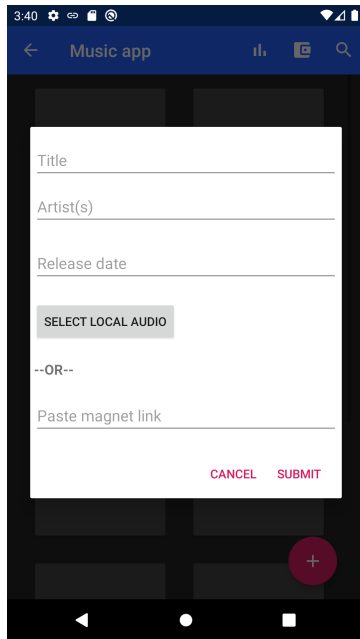 3:40
Music app
Title
Artist(s)
Release date
SELECT LOCAL AUDIO
--OR--
Paste magnet link
CANCEL SUBMIT